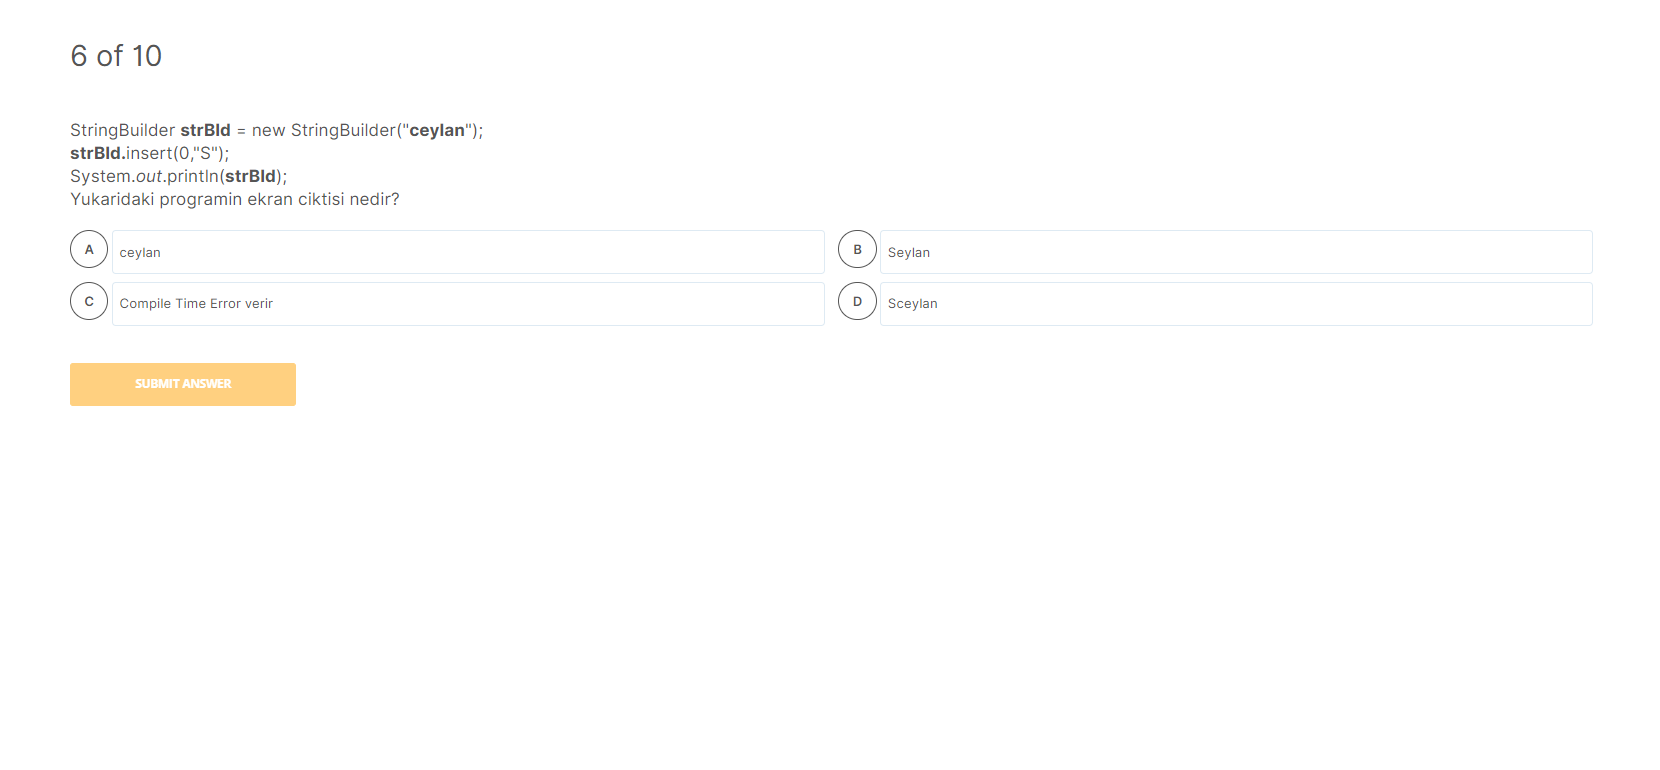 6 of 10
StringBuilder strBld = new StringBuilder("ceylan");
strBld.insert(0,"S");
System.out.println(strBld);
Yukaridaki programin ekran ciktisi nedir?
A ceylan
B Seylan
C Compile Time Error verir
D Sceylan
SUBMIT ANSWER